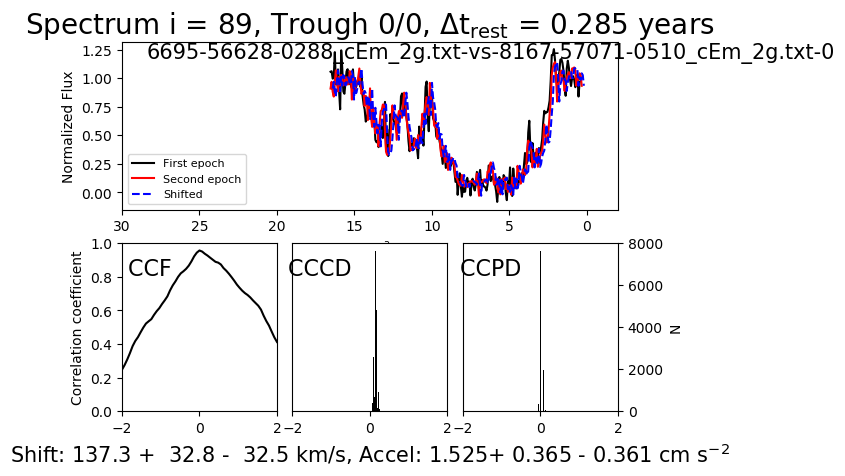 Spectrum i = 89, Trough 0/0, Δt_rest = 0.285 years
6695-56628-0288_cEm_2g.txt-vs-8167-57071-0510_cEm_2g.txt-0
Normalized Flux
1.25
1.00
0.75
0.50
0.25
0.00
First epoch
Second epoch
Shifted
30 25 20 15 10 5 0
Correlation coefficient
1.0
0.8
0.6
0.4
0.2
0.0
CCF
CCCD
CCPD
8000
6000
4000
2000
0
N
−2 0 2
−2 0 2
−2 0 2
Shift: 137.3 + 32.8 - 32.5 km/s, Accel: 1.525+ 0.365 - 0.361 cm s⁻²